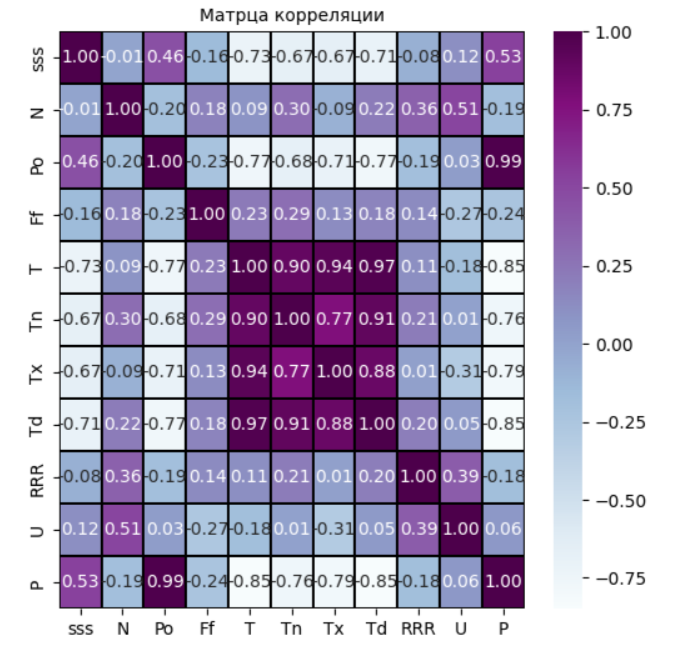 Матрца корреляции
sss 1.00 -0.01 0.46 -0.16 -0.73 -0.67 -0.67 -0.71 -0.08 0.12 0.53
N -0.01 1.00 -0.20 0.18 0.09 0.30 -0.09 0.22 0.36 0.51 -0.19
Po 0.46 -0.20 1.00 -0.23 -0.77 -0.68 -0.71 -0.77 -0.19 0.03 0.99
Ff -0.16 0.18 -0.23 1.00 0.23 0.29 0.13 0.18 0.14 -0.27 -0.24
T -0.73 0.09 -0.77 0.23 1.00 0.90 0.94 0.97 0.11 -0.18 -0.85
Tn -0.67 0.30 -0.68 0.29 0.90 1.00 0.77 0.91 0.21 0.01 -0.76
Tx -0.67 -0.09 -0.71 0.13 0.94 0.77 1.00 0.88 0.01 -0.31 -0.79
Td -0.71 0.22 -0.77 0.18 0.97 0.91 0.88 1.00 0.20 0.05 -0.85
RRR -0.08 0.36 -0.19 0.14 0.11 0.21 0.01 0.20 1.00 0.39 -0.18
U 0.12 0.51 0.03 -0.27 -0.18 0.01 -0.31 0.05 0.39 1.00 0.06
P 0.53 -0.19 0.99 -0.24 -0.85 -0.76 -0.79 -0.85 -0.18 0.06 1.00
sss N Po Ff T Tn Tx Td RRR U P
1.00
0.75
0.50
0.25
0.00
−0.25
−0.50
−0.75